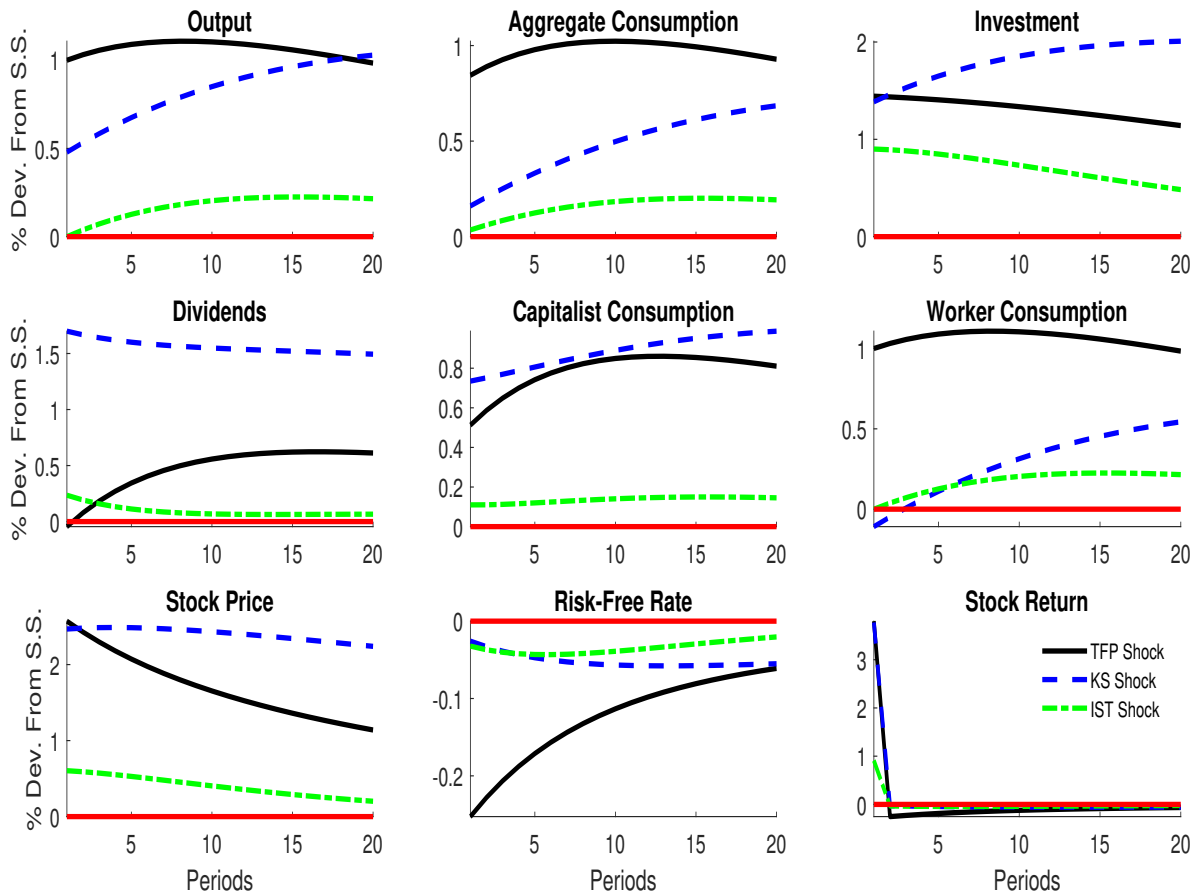 Output
Aggregate Consumption
Investment
% Dev. From S.S.
1
0.5
0
5 10 15 20
1
0.5
0
5 10 15 20
2
1
0
5 10 15 20
Dividends
Capitalist Consumption
Worker Consumption
% Dev. From S.S.
1.5
1
0.5
0
5 10 15 20
0.8
0.6
0.4
0.2
0
5 10 15 20
1
0.5
0
5 10 15 20
Stock Price
Risk-Free Rate
Stock Return
% Dev. From S.S.
2
1
0
5 10 15 20
Periods
0
-0.1
-0.2
5 10 15 20
Periods
3
2
1
0
TFP Shock
KS Shock
IST Shock
5 10 15 20
Periods